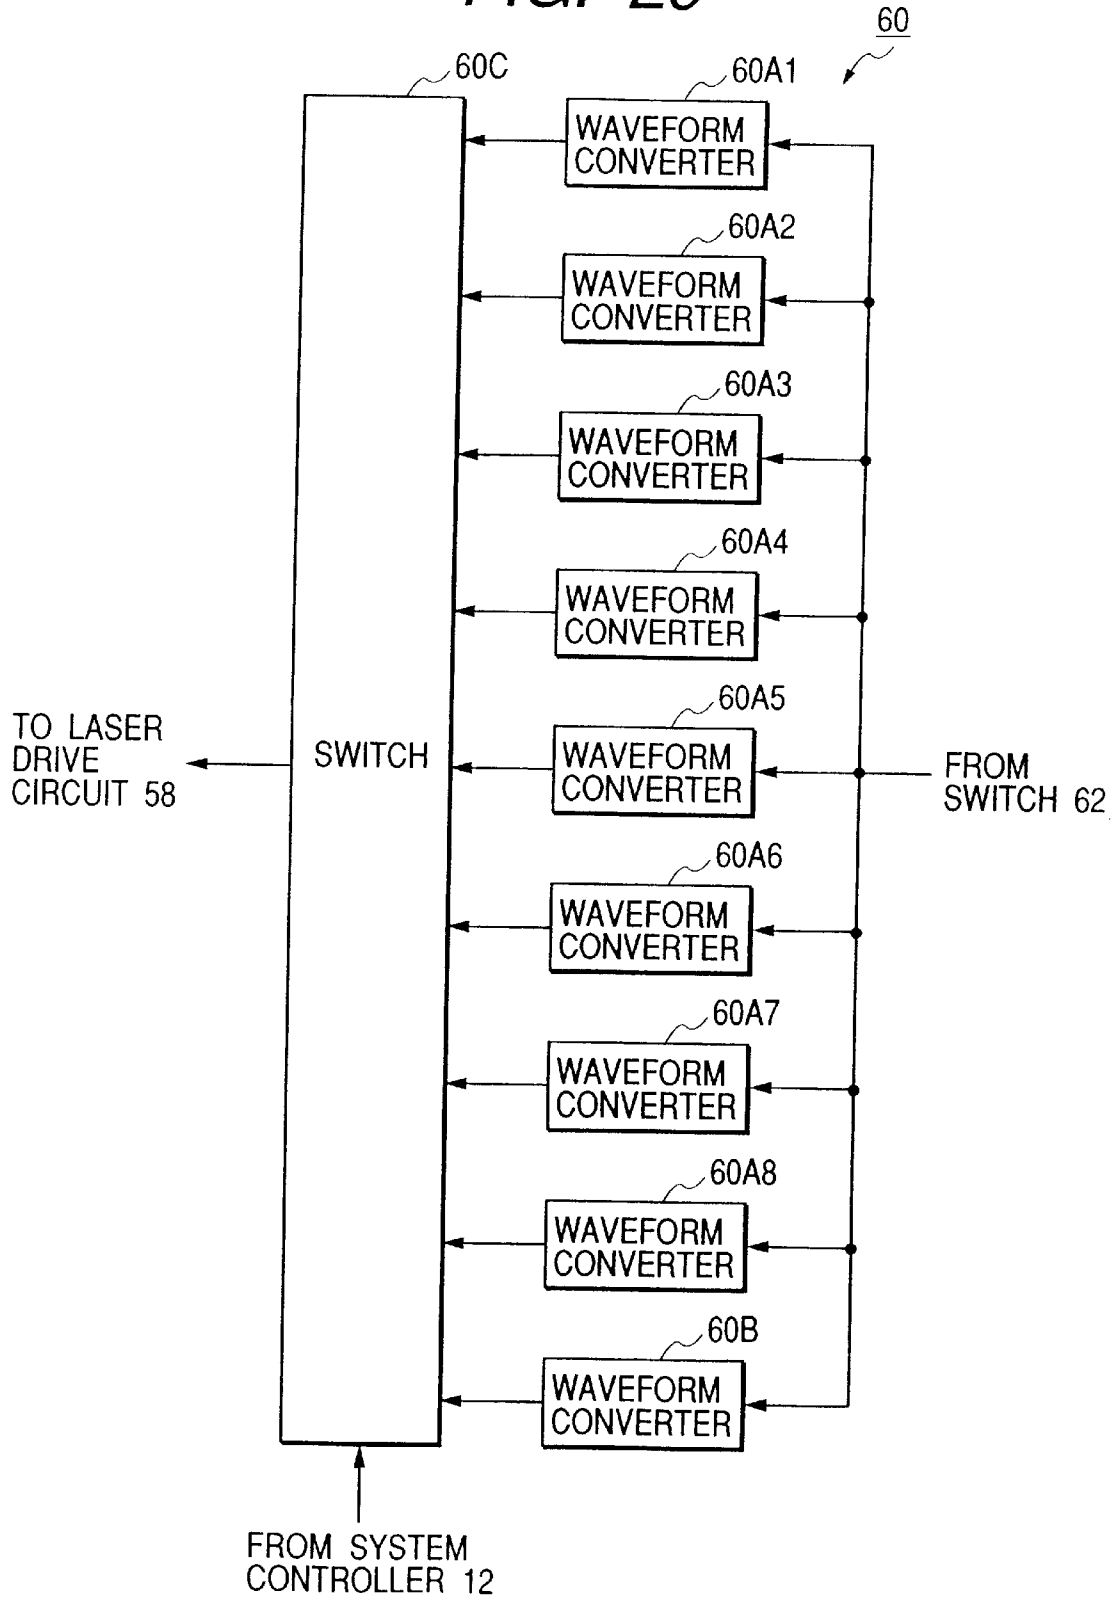 60
60C
60A1
WAVEFORM
CONVERTER
60A2
WAVEFORM
CONVERTER
60A3
WAVEFORM
CONVERTER
60A4
WAVEFORM
CONVERTER
60A5
TO LASER
DRIVE
CIRCUIT 58
SWITCH
WAVEFORM
CONVERTER
FROM
SWITCH 62
60A6
WAVEFORM
CONVERTER
60A7
WAVEFORM
CONVERTER
60A8
WAVEFORM
CONVERTER
60B
WAVEFORM
CONVERTER
FROM SYSTEM
CONTROLLER 12